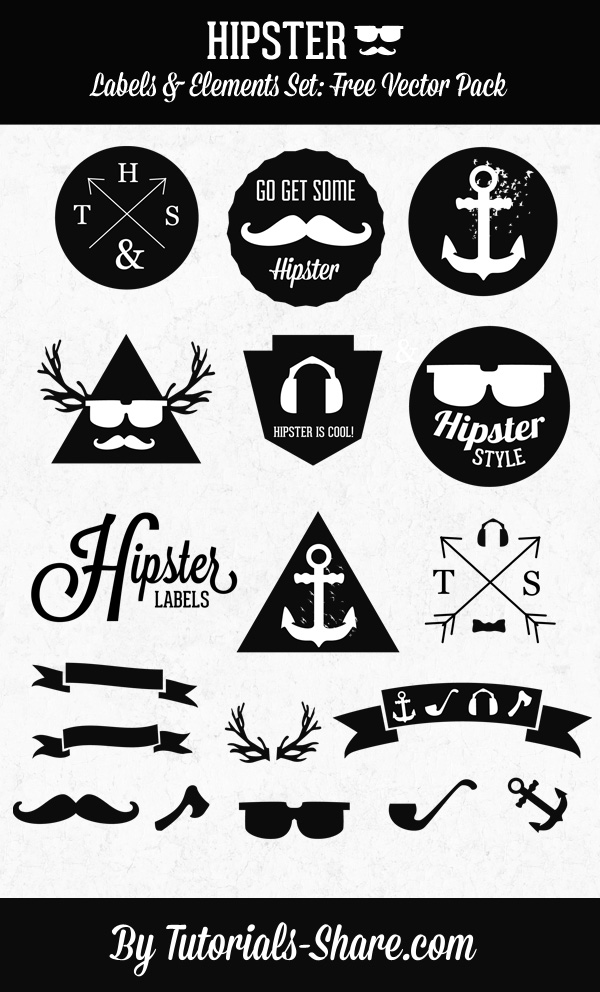 HIPSTER
Labels & Elements Set: Free Vector Pack
H
T S
&
GO GET SOME
Hipster
HIPSTER IS COOL!
&
Hipster
STYLE
Hipster
LABELS
T S
By Tutorials-Share.com